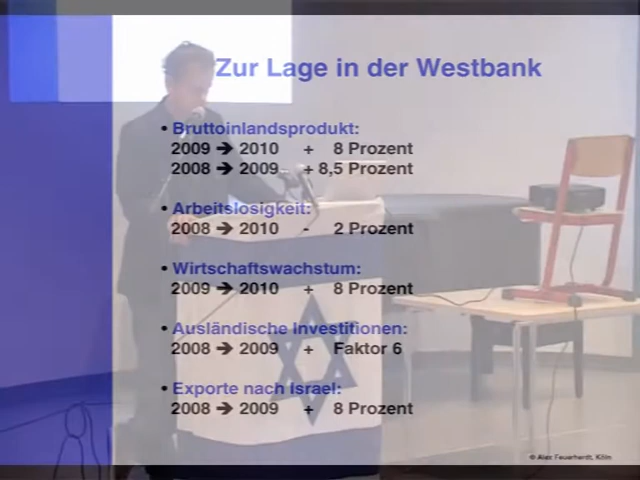 Zur Lage in der Westbank
• Bruttoinlandsprodukt:
2009 ➔ 2010 + 8 Prozent
2008 ➔ 2009 + 8,5 Prozent
• Arbeitslosigkeit:
2008 ➔ 2010 - 2 Prozent
• Wirtschaftswachstum:
2009 ➔ 2010 + 8 Prozent
• Ausländische Investitionen:
2008 ➔ 2009 + Faktor 6
• Exporte nach Israel:
2008 ➔ 2009 + 8 Prozent
© Alex Feuerherdt, Köln